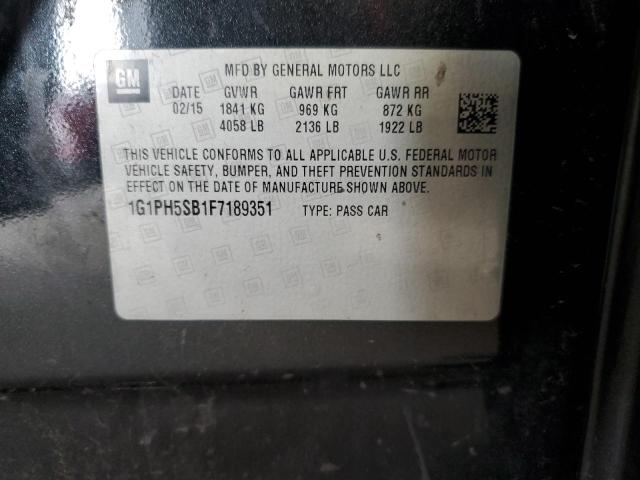 GM
MFD BY GENERAL MOTORS LLC
DATE GVWR GAWR FRT GAWR RR
02/15 1841 KG 969 KG 872 KG
4058 LB 2136 LB 1922 LB
THIS VEHICLE CONFORMS TO ALL APPLICABLE U.S. FEDERAL MOTOR
VEHICLE SAFETY, BUMPER, AND THEFT PREVENTION STANDARDS IN
EFFECT ON THE DATE OF MANUFACTURE SHOWN ABOVE.
1G1PH5SB1F7189351 TYPE: PASS CAR